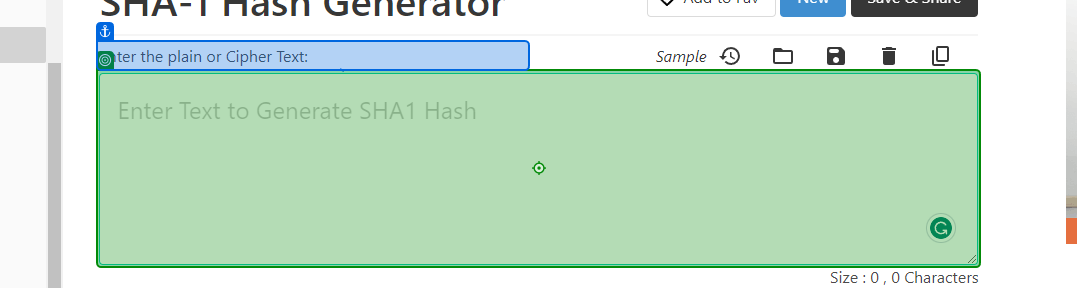 SHA-1 Hash Generator
Add to Fav New Save & Share
nter the plain or Cipher Text:
Sample
Enter Text to Generate SHA1 Hash
Size : 0 , 0 Characters